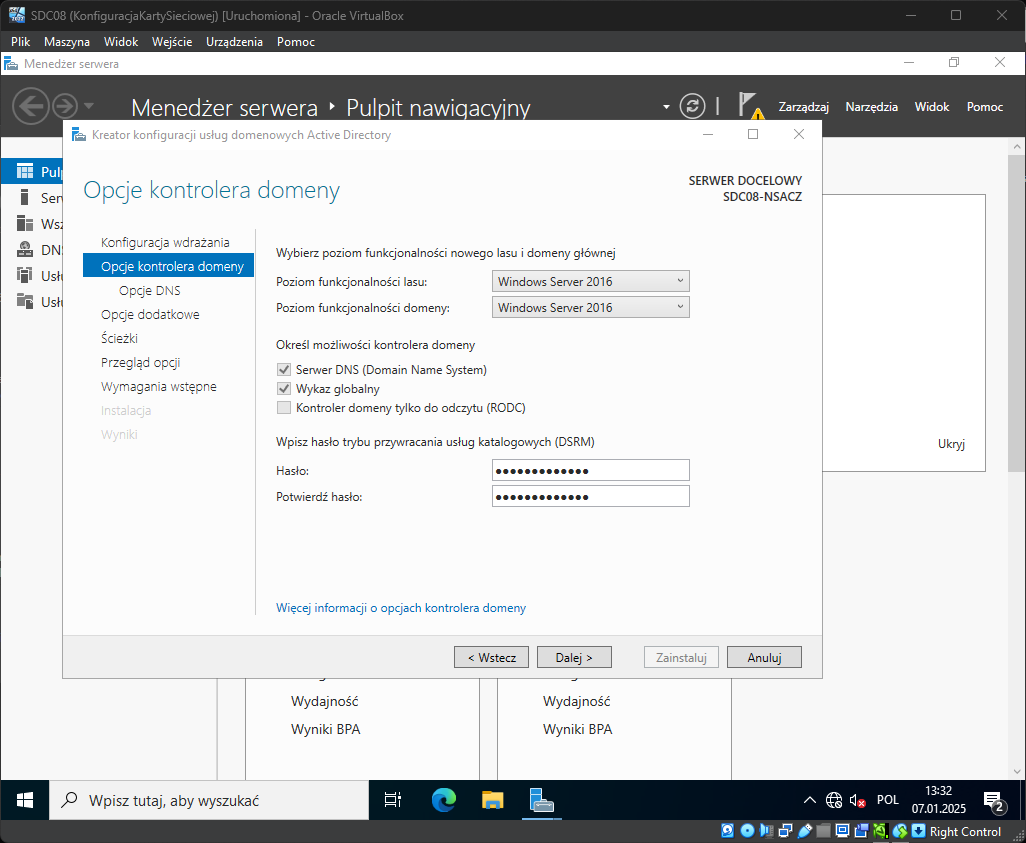 SDC08 (KonfiguracjaKartySieciowej) [Uruchomiona] - Oracle VirtualBox
Plik Maszyna Widok Wejście Urządzenia Pomoc
Menedżer serwera
Menedżer serwera Pulpit nawigacyjny
Zarządzaj Narzędzia Widok Pomoc
Kreator konfiguracji usług domenowych Active Directory
Opcje kontrolera domeny
SERWER DOCELOWY
SDC08-NSACZ
Konfiguracja wdrażania
Opcje kontrolera domeny
Opcje DNS
Opcje dodatkowe
Ścieżki
Przegląd opcji
Wymagania wstępne
Instalacja
Wyniki
Wybierz poziom funkcjonalności nowego lasu i domeny głównej
Poziom funkcjonalności lasu: Windows Server 2016
Poziom funkcjonalności domeny: Windows Server 2016
Określ możliwości kontrolera domeny
Serwer DNS (Domain Name System)
Wykaz globalny
Kontroler domeny tylko do odczytu (RODC)
Wpisz hasło trybu przywracania usług katalogowych (DSRM)
Hasło: •••••••••••••
Potwierdź hasło: •••••••••••••
Więcej informacji o opcjach kontrolera domeny
< Wstecz Dalej > Zainstaluj Anuluj
Ukryj
Wydajność Wydajność
Wyniki BPA Wyniki BPA
Wpisz tutaj, aby wyszukać
POL
13:32
07.01.2025
2
Right Control